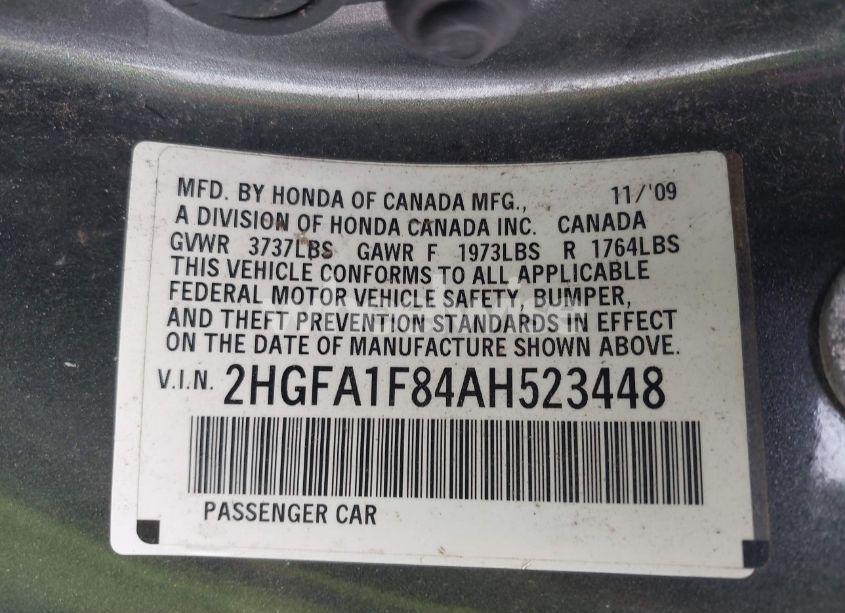 MFD. BY HONDA OF CANADA MFG., 11/'09
A DIVISION OF HONDA CANADA INC. CANADA
GVWR 3737LBS GAWR F 1973LBS R 1764LBS
THIS VEHICLE CONFORMS TO ALL APPLICABLE
FEDERAL MOTOR VEHICLE SAFETY, BUMPER,
AND THEFT PREVENTION STANDARDS IN EFFECT
ON THE DATE OF MANUFACTURE SHOWN ABOVE.
V.I.N. 2HGFA1F84AH523448
PASSENGER CAR